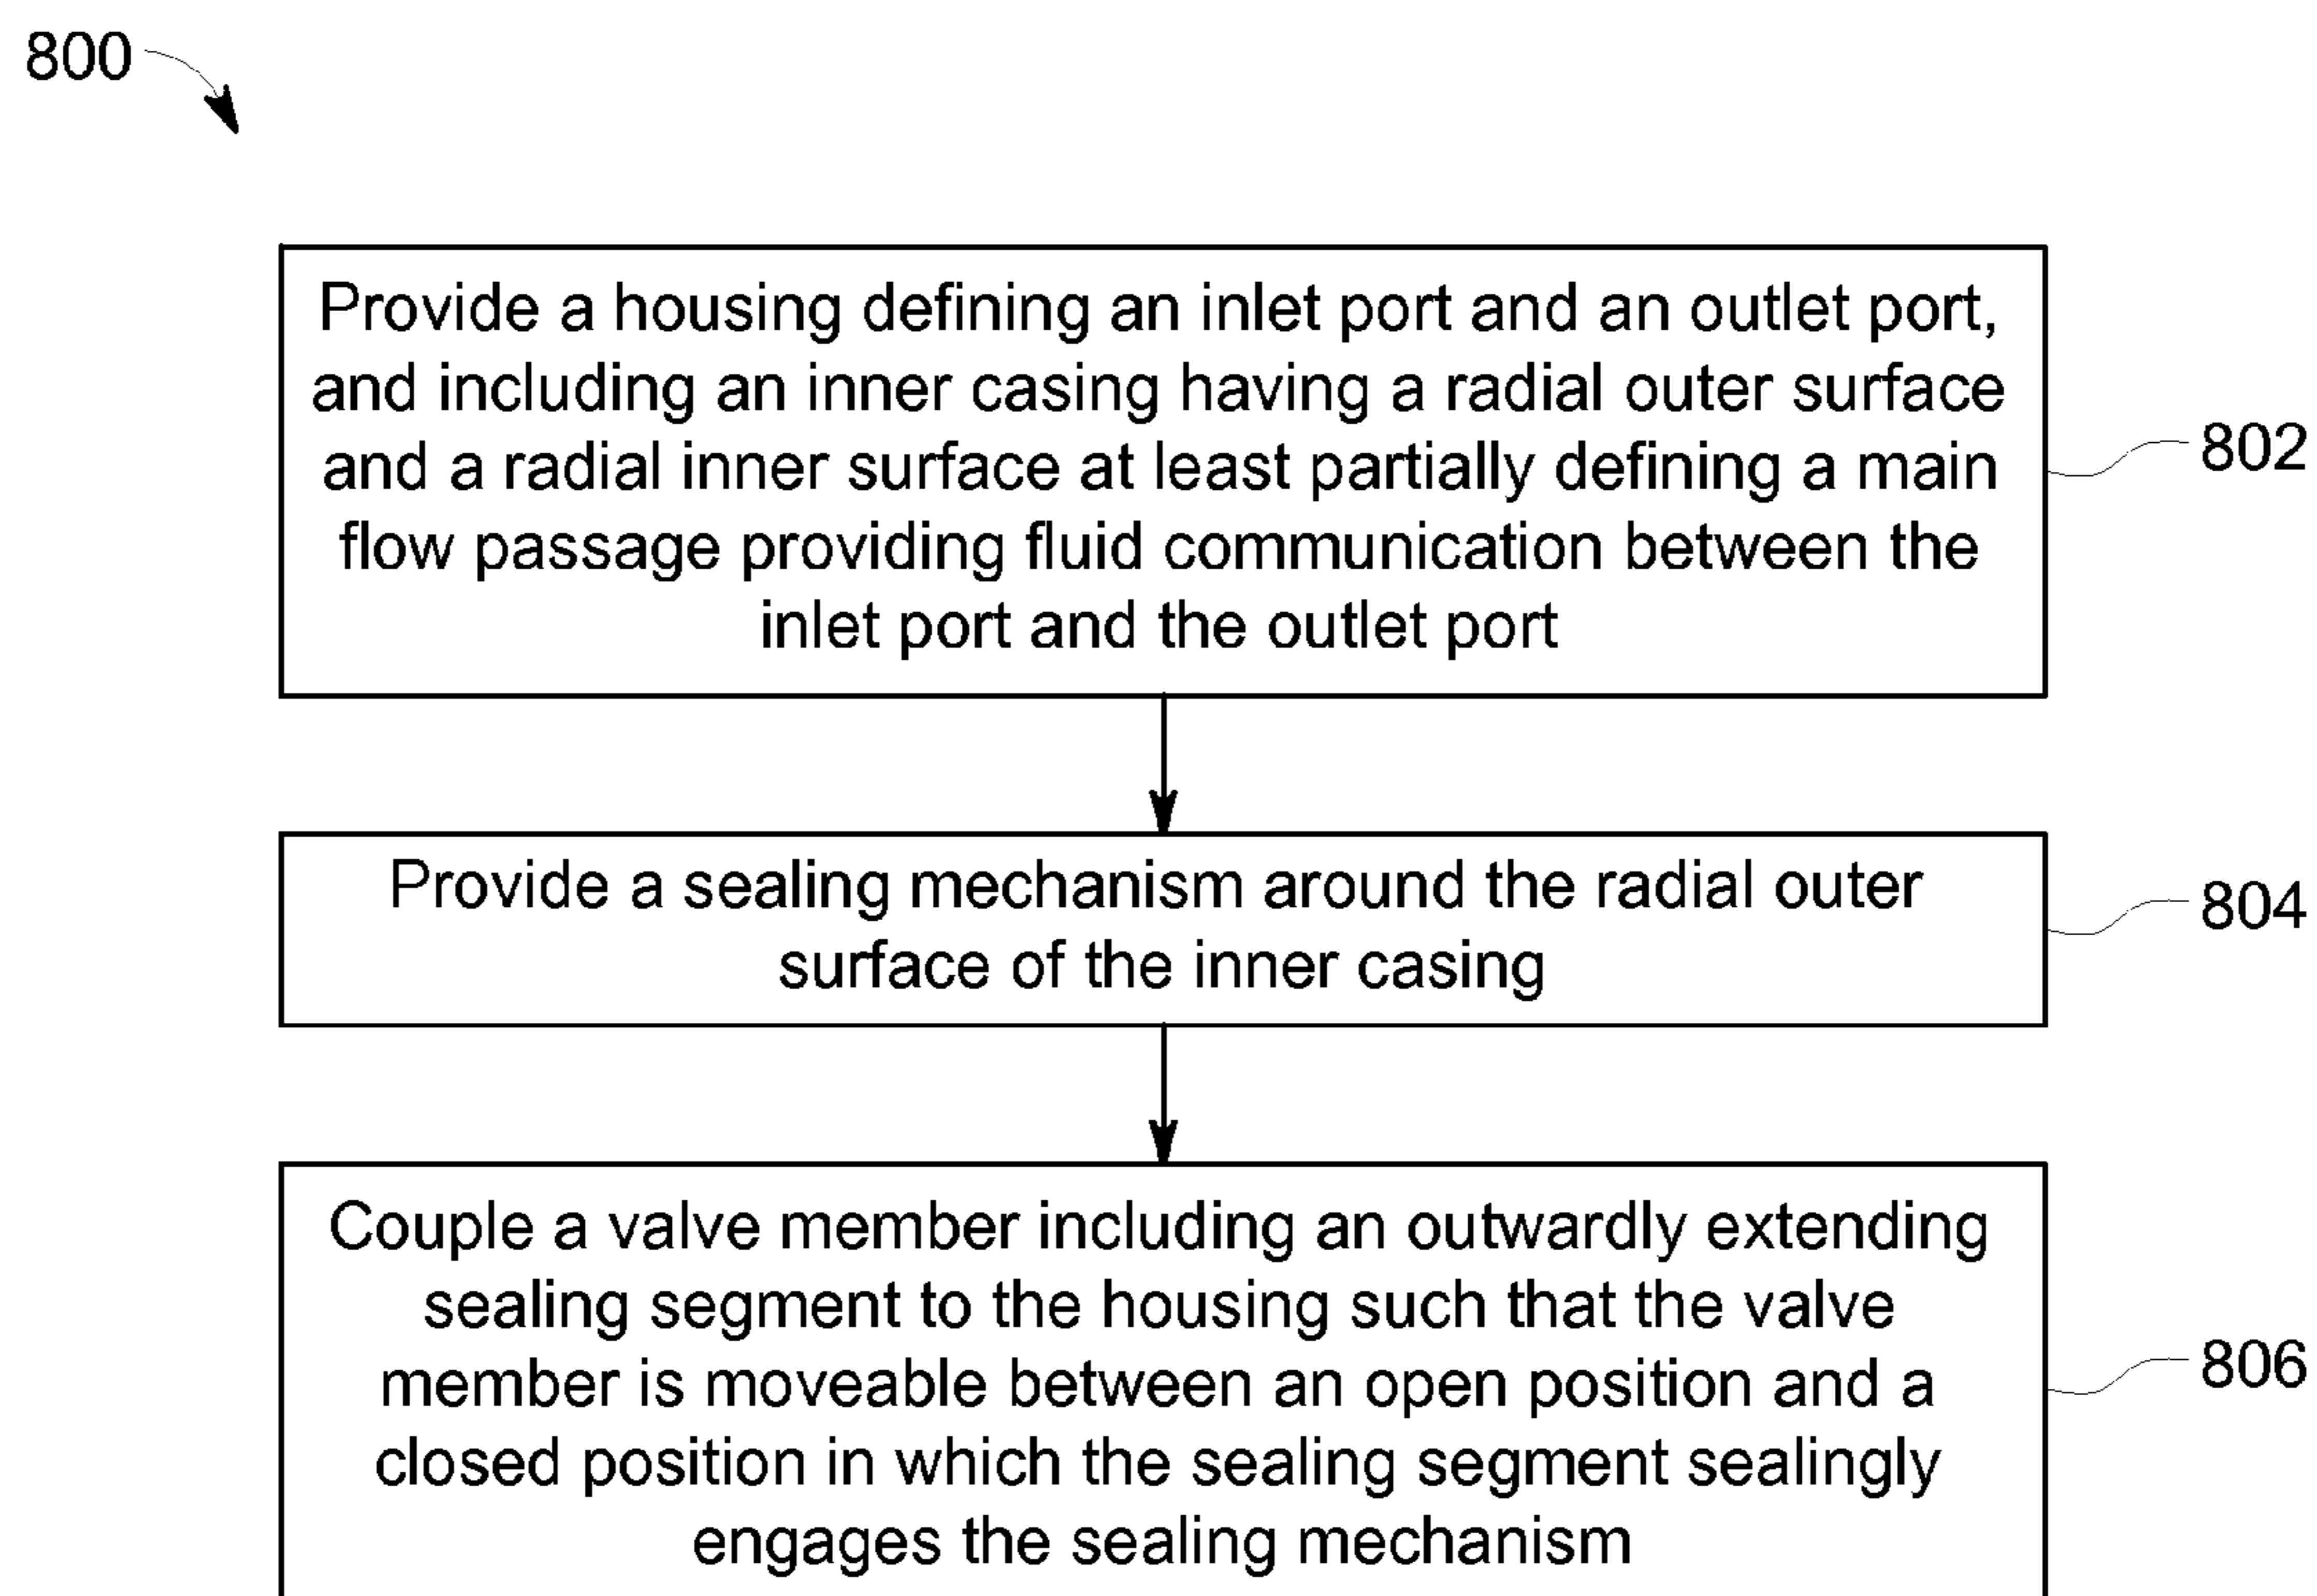 800
Provide a housing defining an inlet port and an outlet port,
and including an inner casing having a radial outer surface
and a radial inner surface at least partially defining a main
flow passage providing fluid communication between the
inlet port and the outlet port
802
Provide a sealing mechanism around the radial outer
surface of the inner casing
804
Couple a valve member including an outwardly extending
sealing segment to the housing such that the valve
member is moveable between an open position and a
closed position in which the sealing segment sealingly
engages the sealing mechanism
806